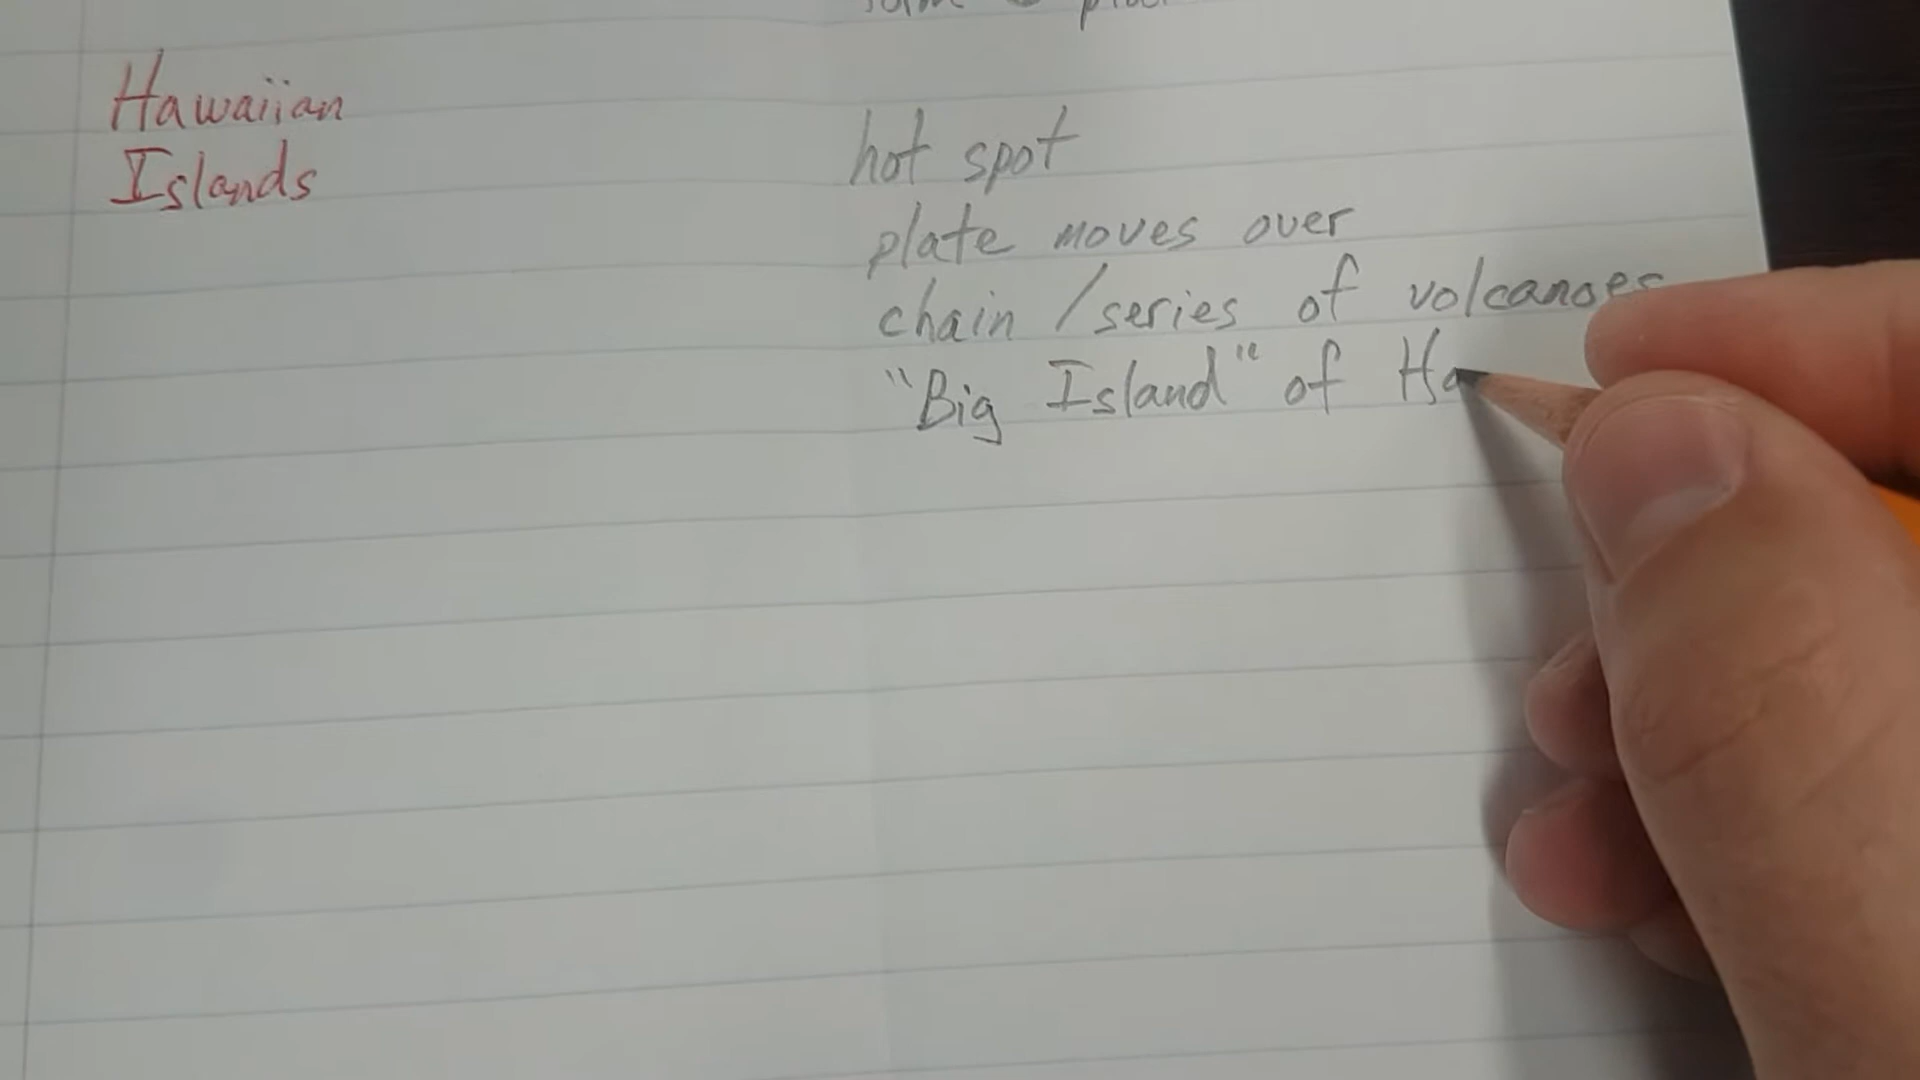 Hawaiian
Islands
hot spot
plate moves over
chain / series of volcanoes
"Big Island" of Ha